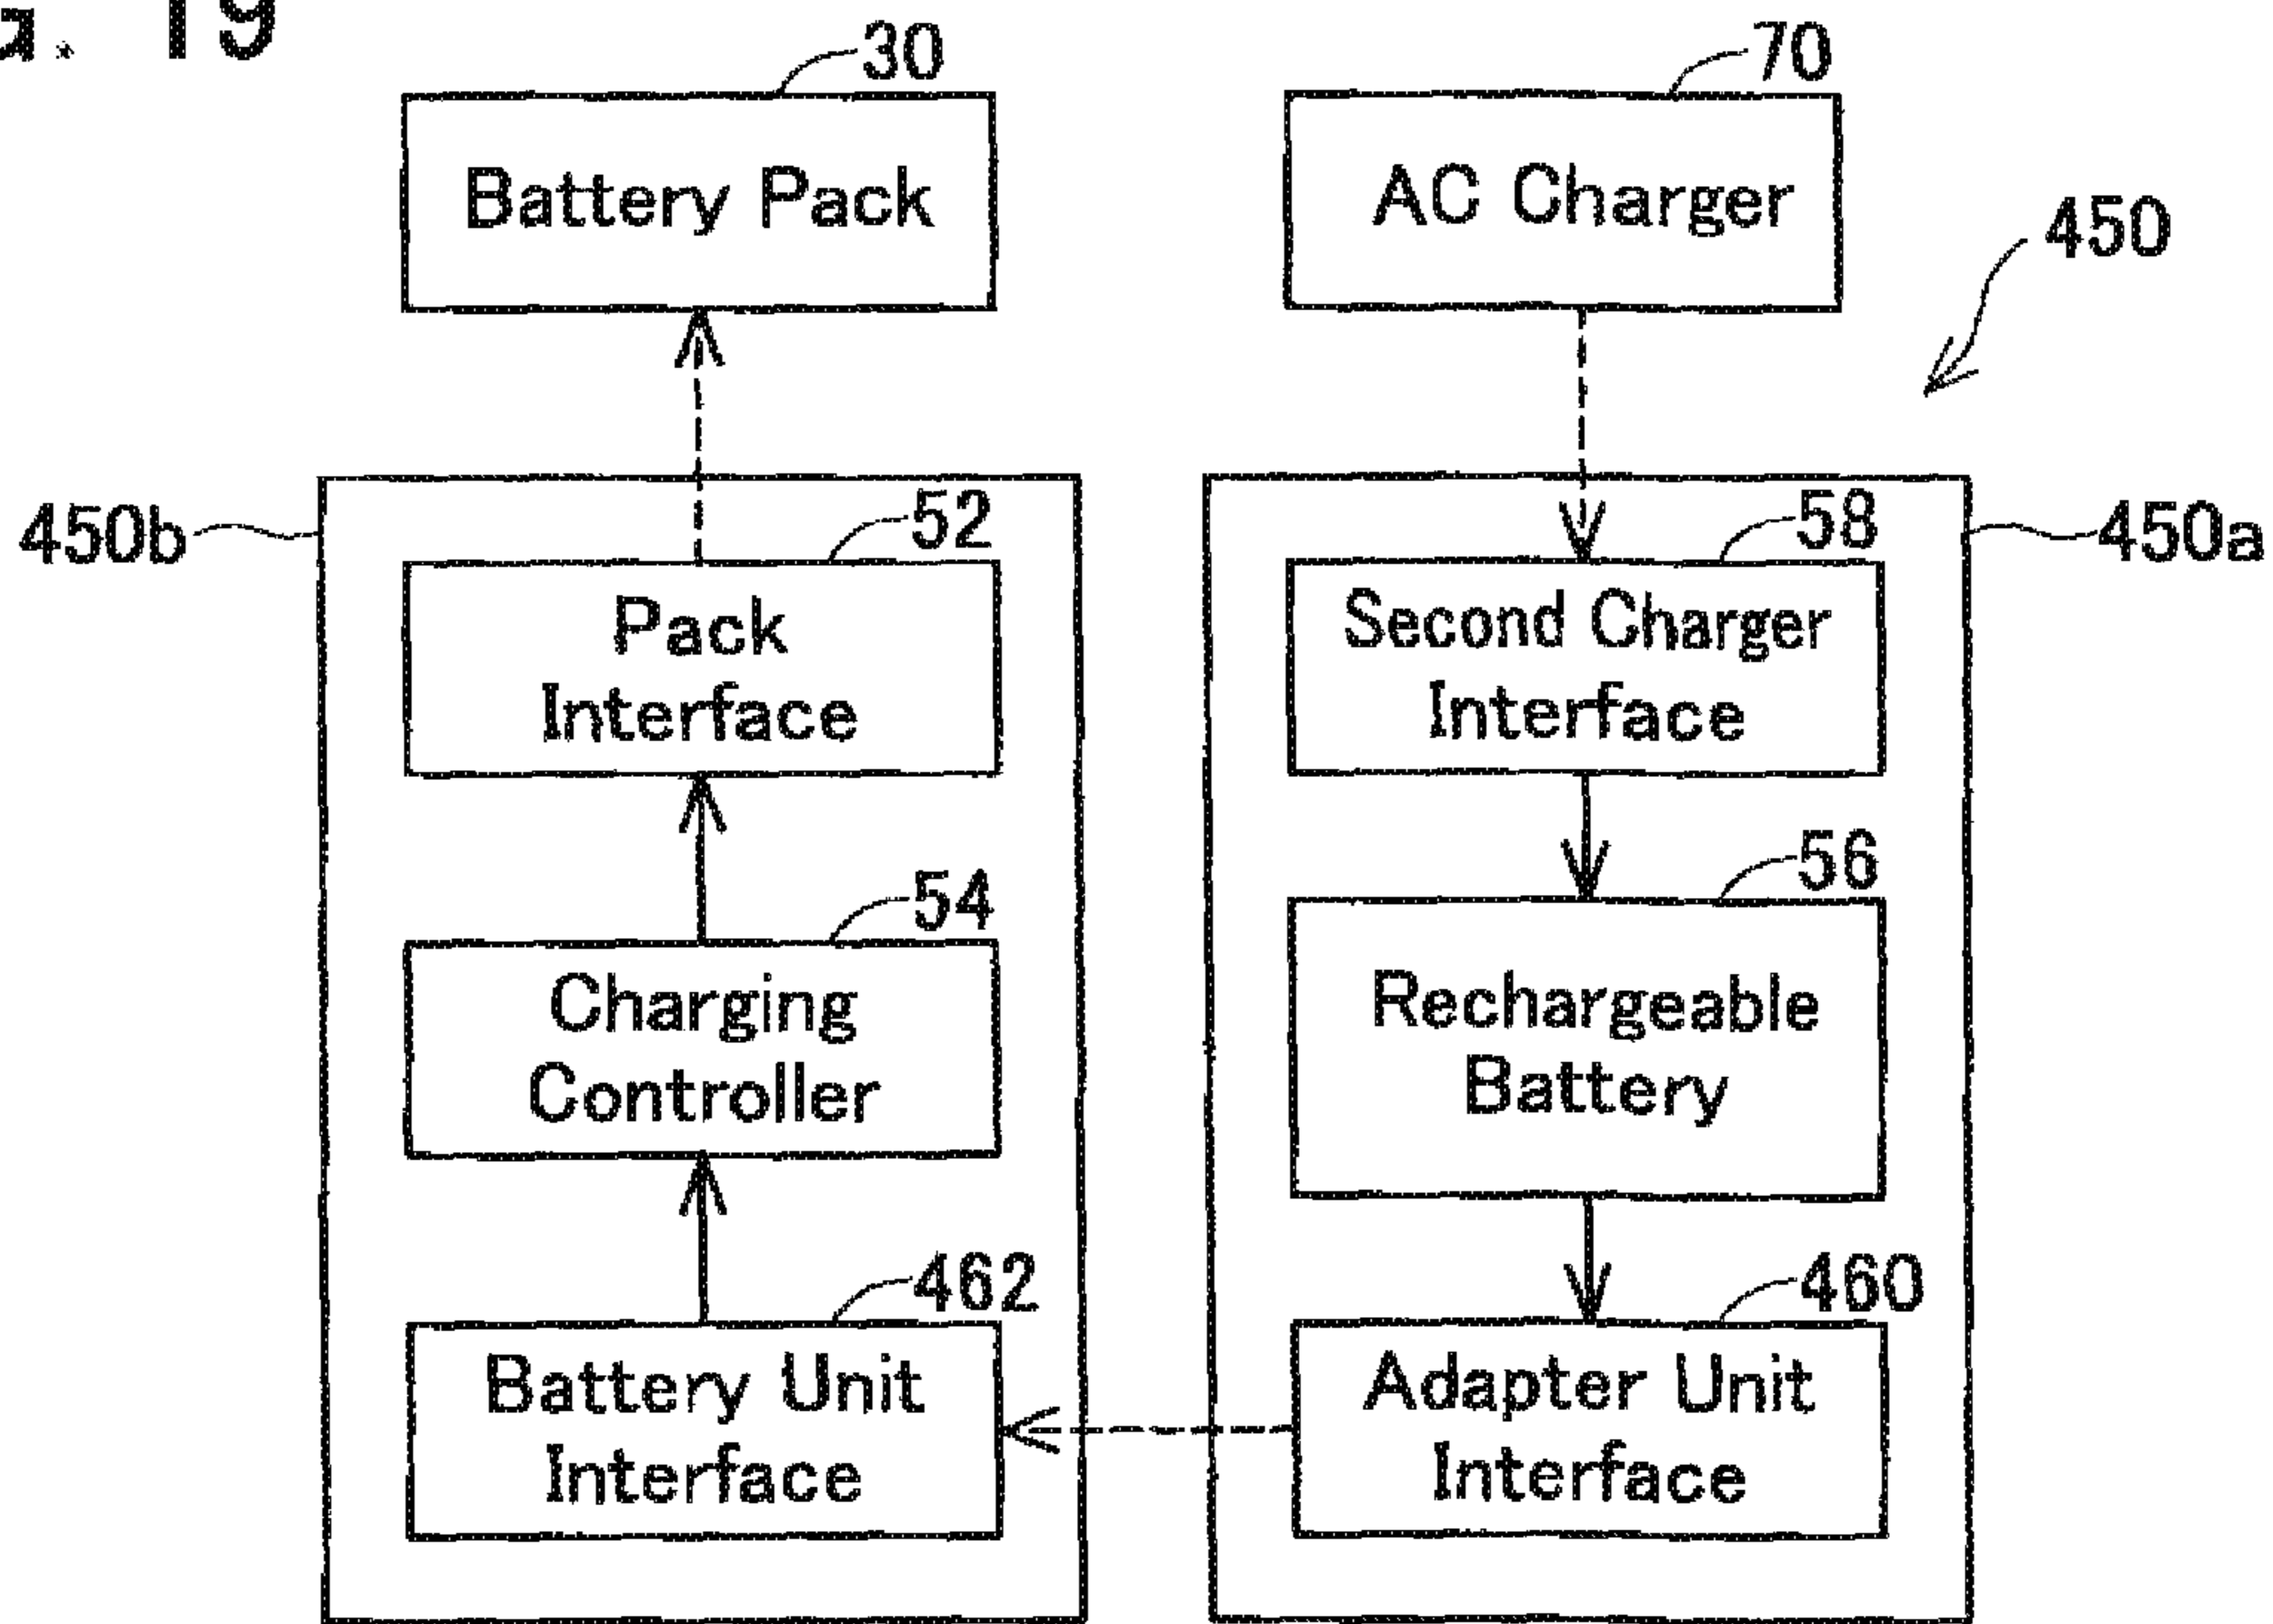 19
30
70
Battery Pack
AC Charger
450
450b
52
58
450a
Pack
Interface
Second Charger
Interface
54
56
Charging
Controller
Rechargeable
Battery
462
460
Battery Unit
Interface
Adapter Unit
Interface